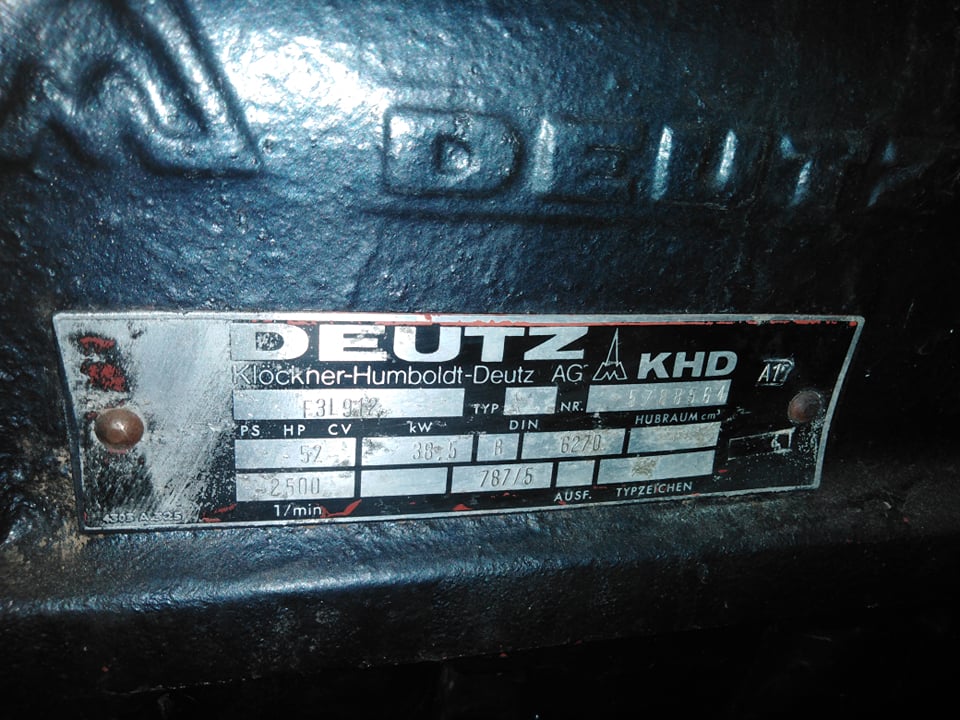 DEUTZ
DEUTZ
Klöckner-Humboldt-Deutz AG KHD
F3L912 TYP NR. 5788564
PS HP CV kW DIN HUBRAUM cm³
52 38,5 B 6270
2500 787/5
1/min AUSF. TYPZEICHEN